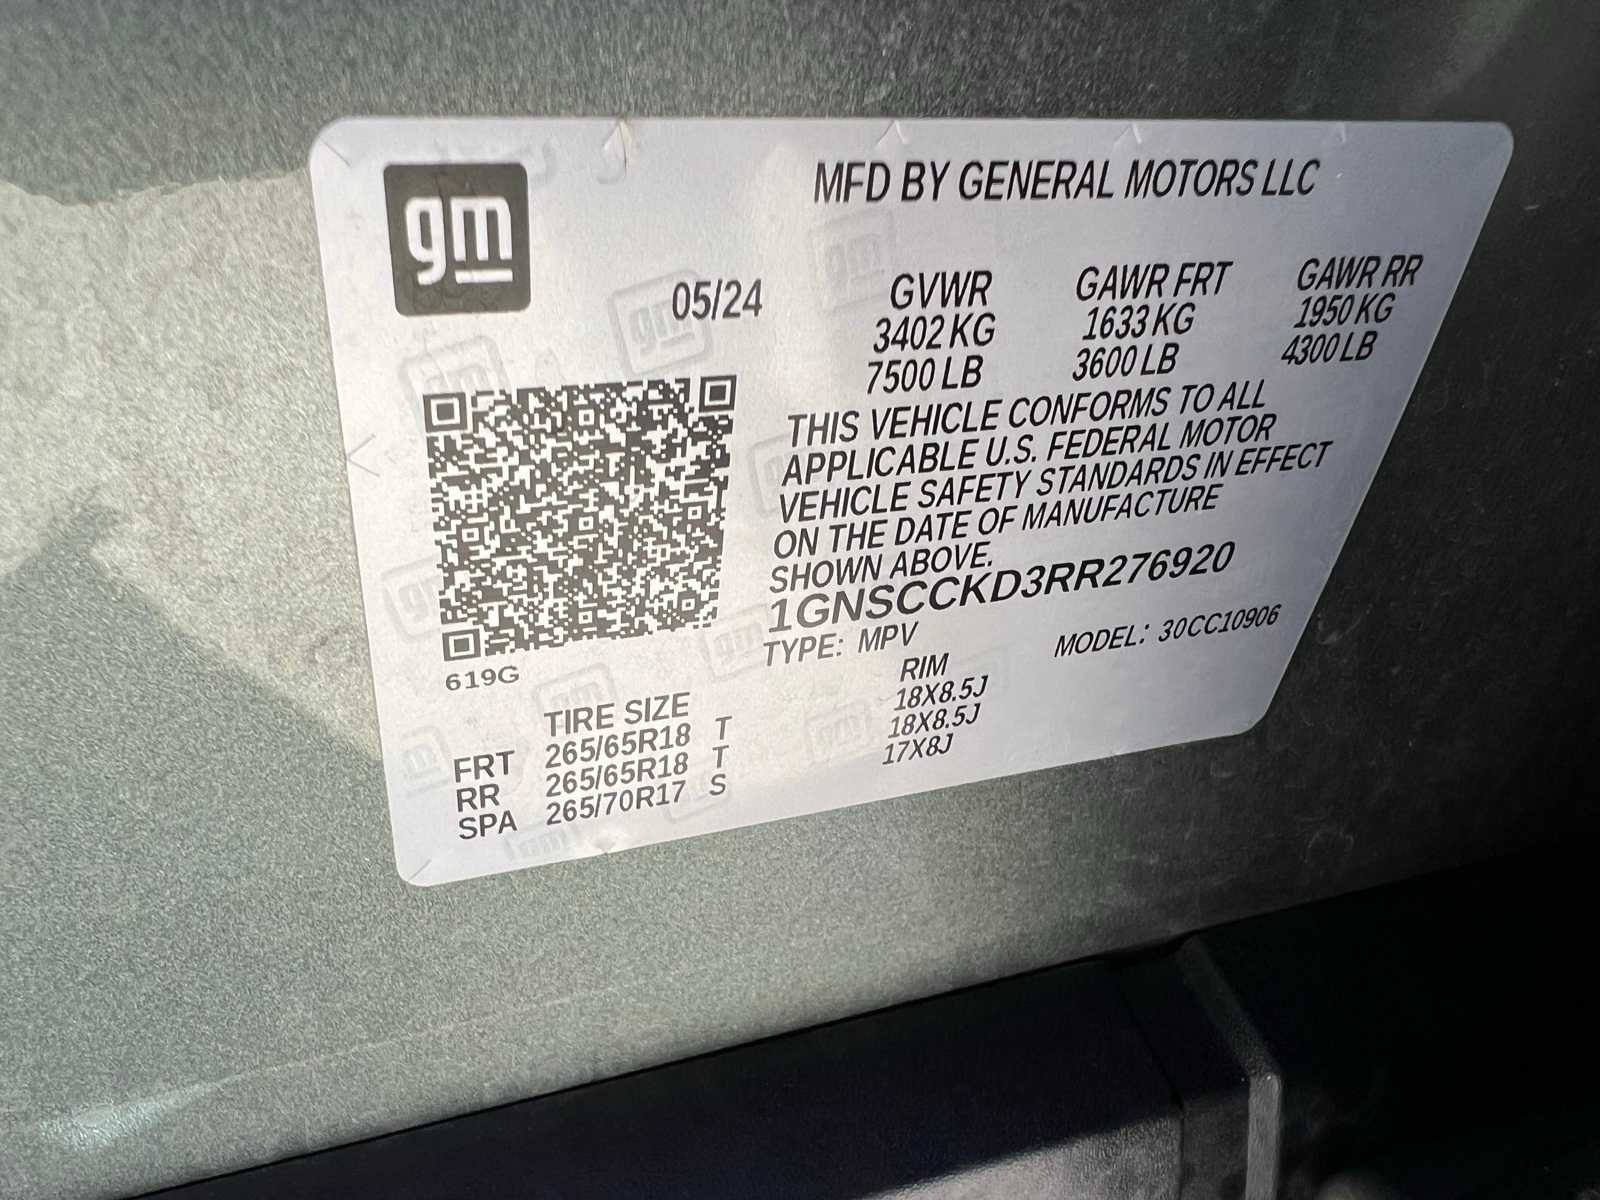 gm
MFD BY GENERAL MOTORS LLC
05/24 GVWR GAWR FRT GAWR RR
3402 KG 1633 KG 1950 KG
7500 LB 3600 LB 4300 LB
THIS VEHICLE CONFORMS TO ALL
APPLICABLE U.S. FEDERAL MOTOR
VEHICLE SAFETY STANDARDS IN EFFECT
ON THE DATE OF MANUFACTURE
SHOWN ABOVE.
1GNSCCKD3RR276920
TYPE: MPV MODEL: 30CC10906
619G
TIRE SIZE RIM
FRT 265/65R18 T 18X8.5J
RR 265/65R18 T 18X8.5J
SPA 265/70R17 S 17X8J